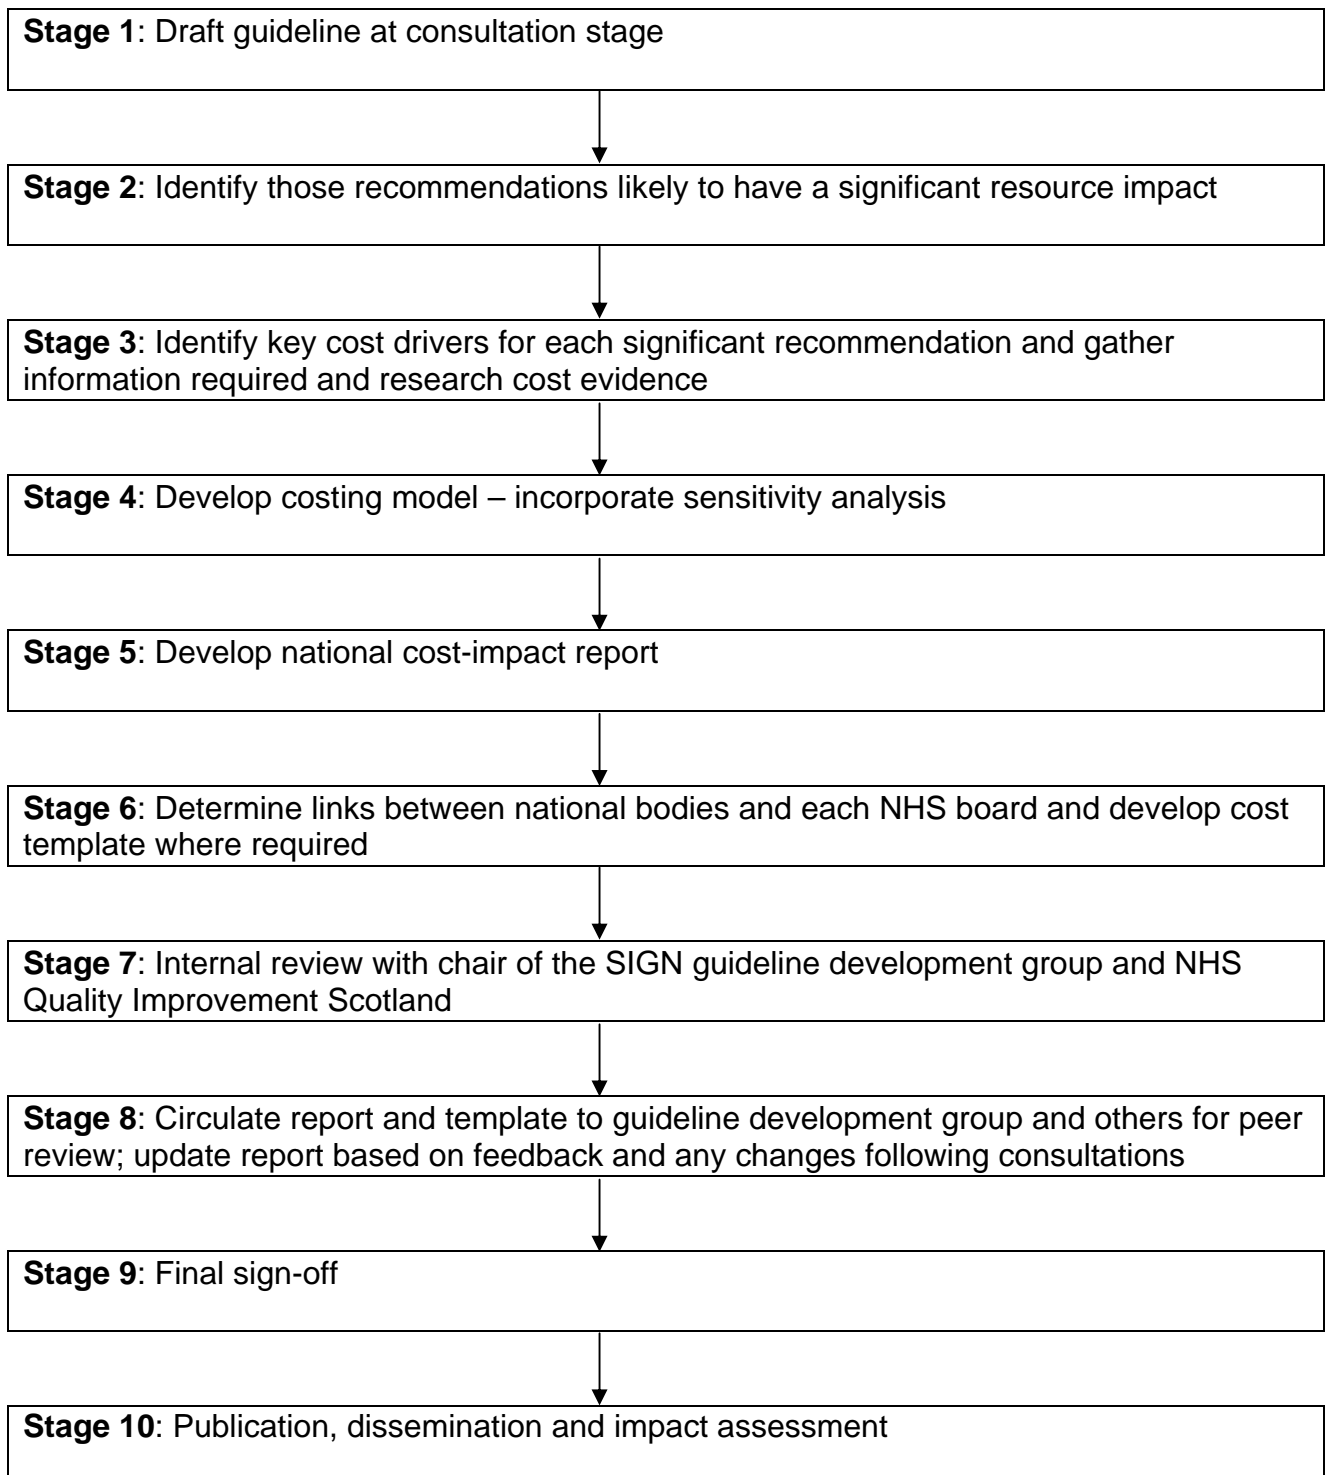 Stage 1: Draft guideline at consultation stage
Stage 2: Identify those recommendations likely to have a significant resource impact
Stage 3: Identify key cost drivers for each significant recommendation and gather
information required and research cost evidence
Stage 4: Develop costing model – incorporate sensitivity analysis
Stage 5: Develop national cost-impact report
Stage 6: Determine links between national bodies and each NHS board and develop cost
template where required
Stage 7: Internal review with chair of the SIGN guideline development group and NHS
Quality Improvement Scotland
Stage 8: Circulate report and template to guideline development group and others for peer
review; update report based on feedback and any changes following consultations
Stage 9: Final sign-off
Stage 10: Publication, dissemination and impact assessment